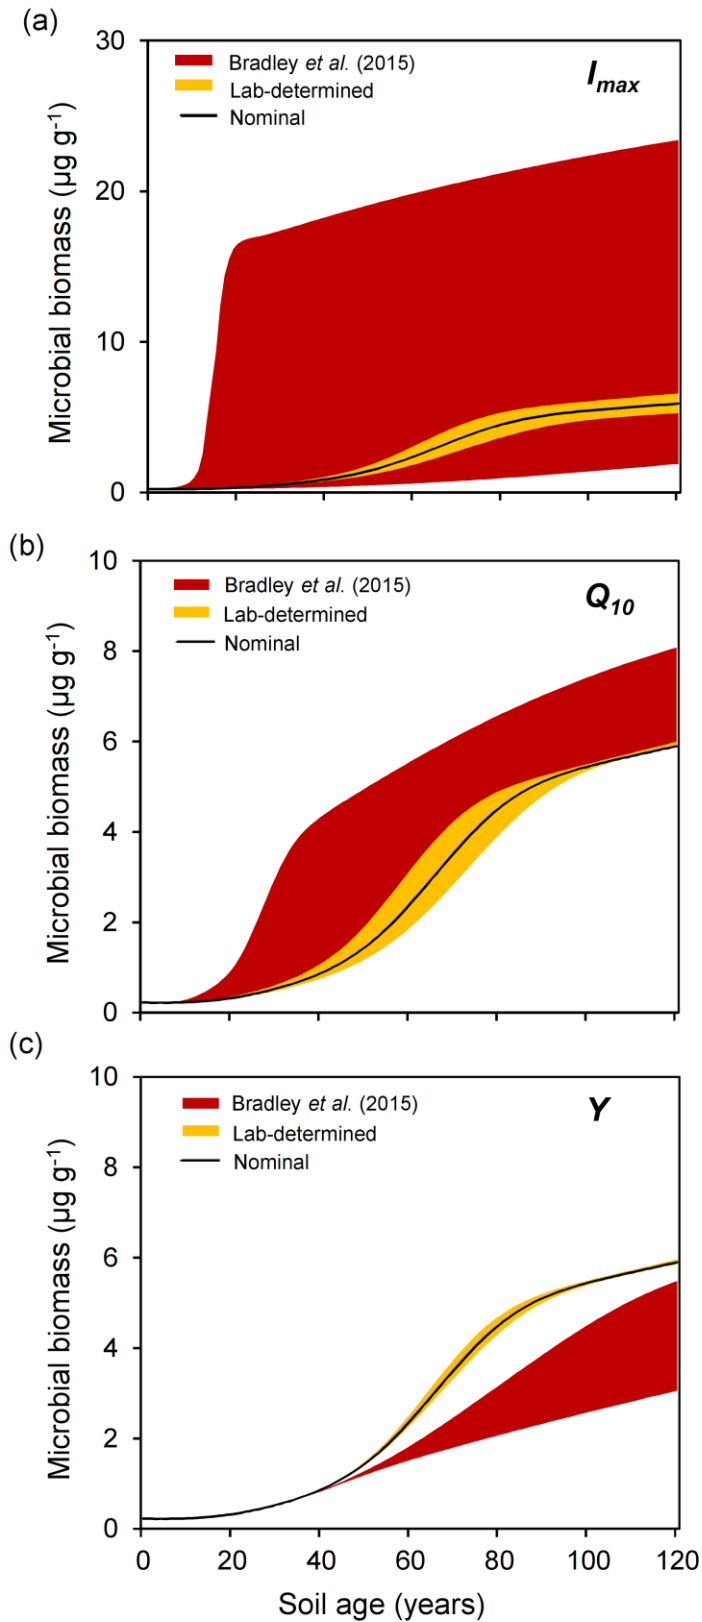 (a)
30
Bradley et al. (2015)
Lab-determined
Nominal
Imax
20
10
0
Microbial biomass (µg g-1)
(b)
10
Bradley et al. (2015)
Lab-determined
Nominal
Q10
8
6
4
2
0
Microbial biomass (µg g-1)
(c)
10
Bradley et al. (2015)
Lab-determined
Nominal
Y
8
6
4
2
0
Microbial biomass (µg g-1)
0 20 40 60 80 100 120
Soil age (years)